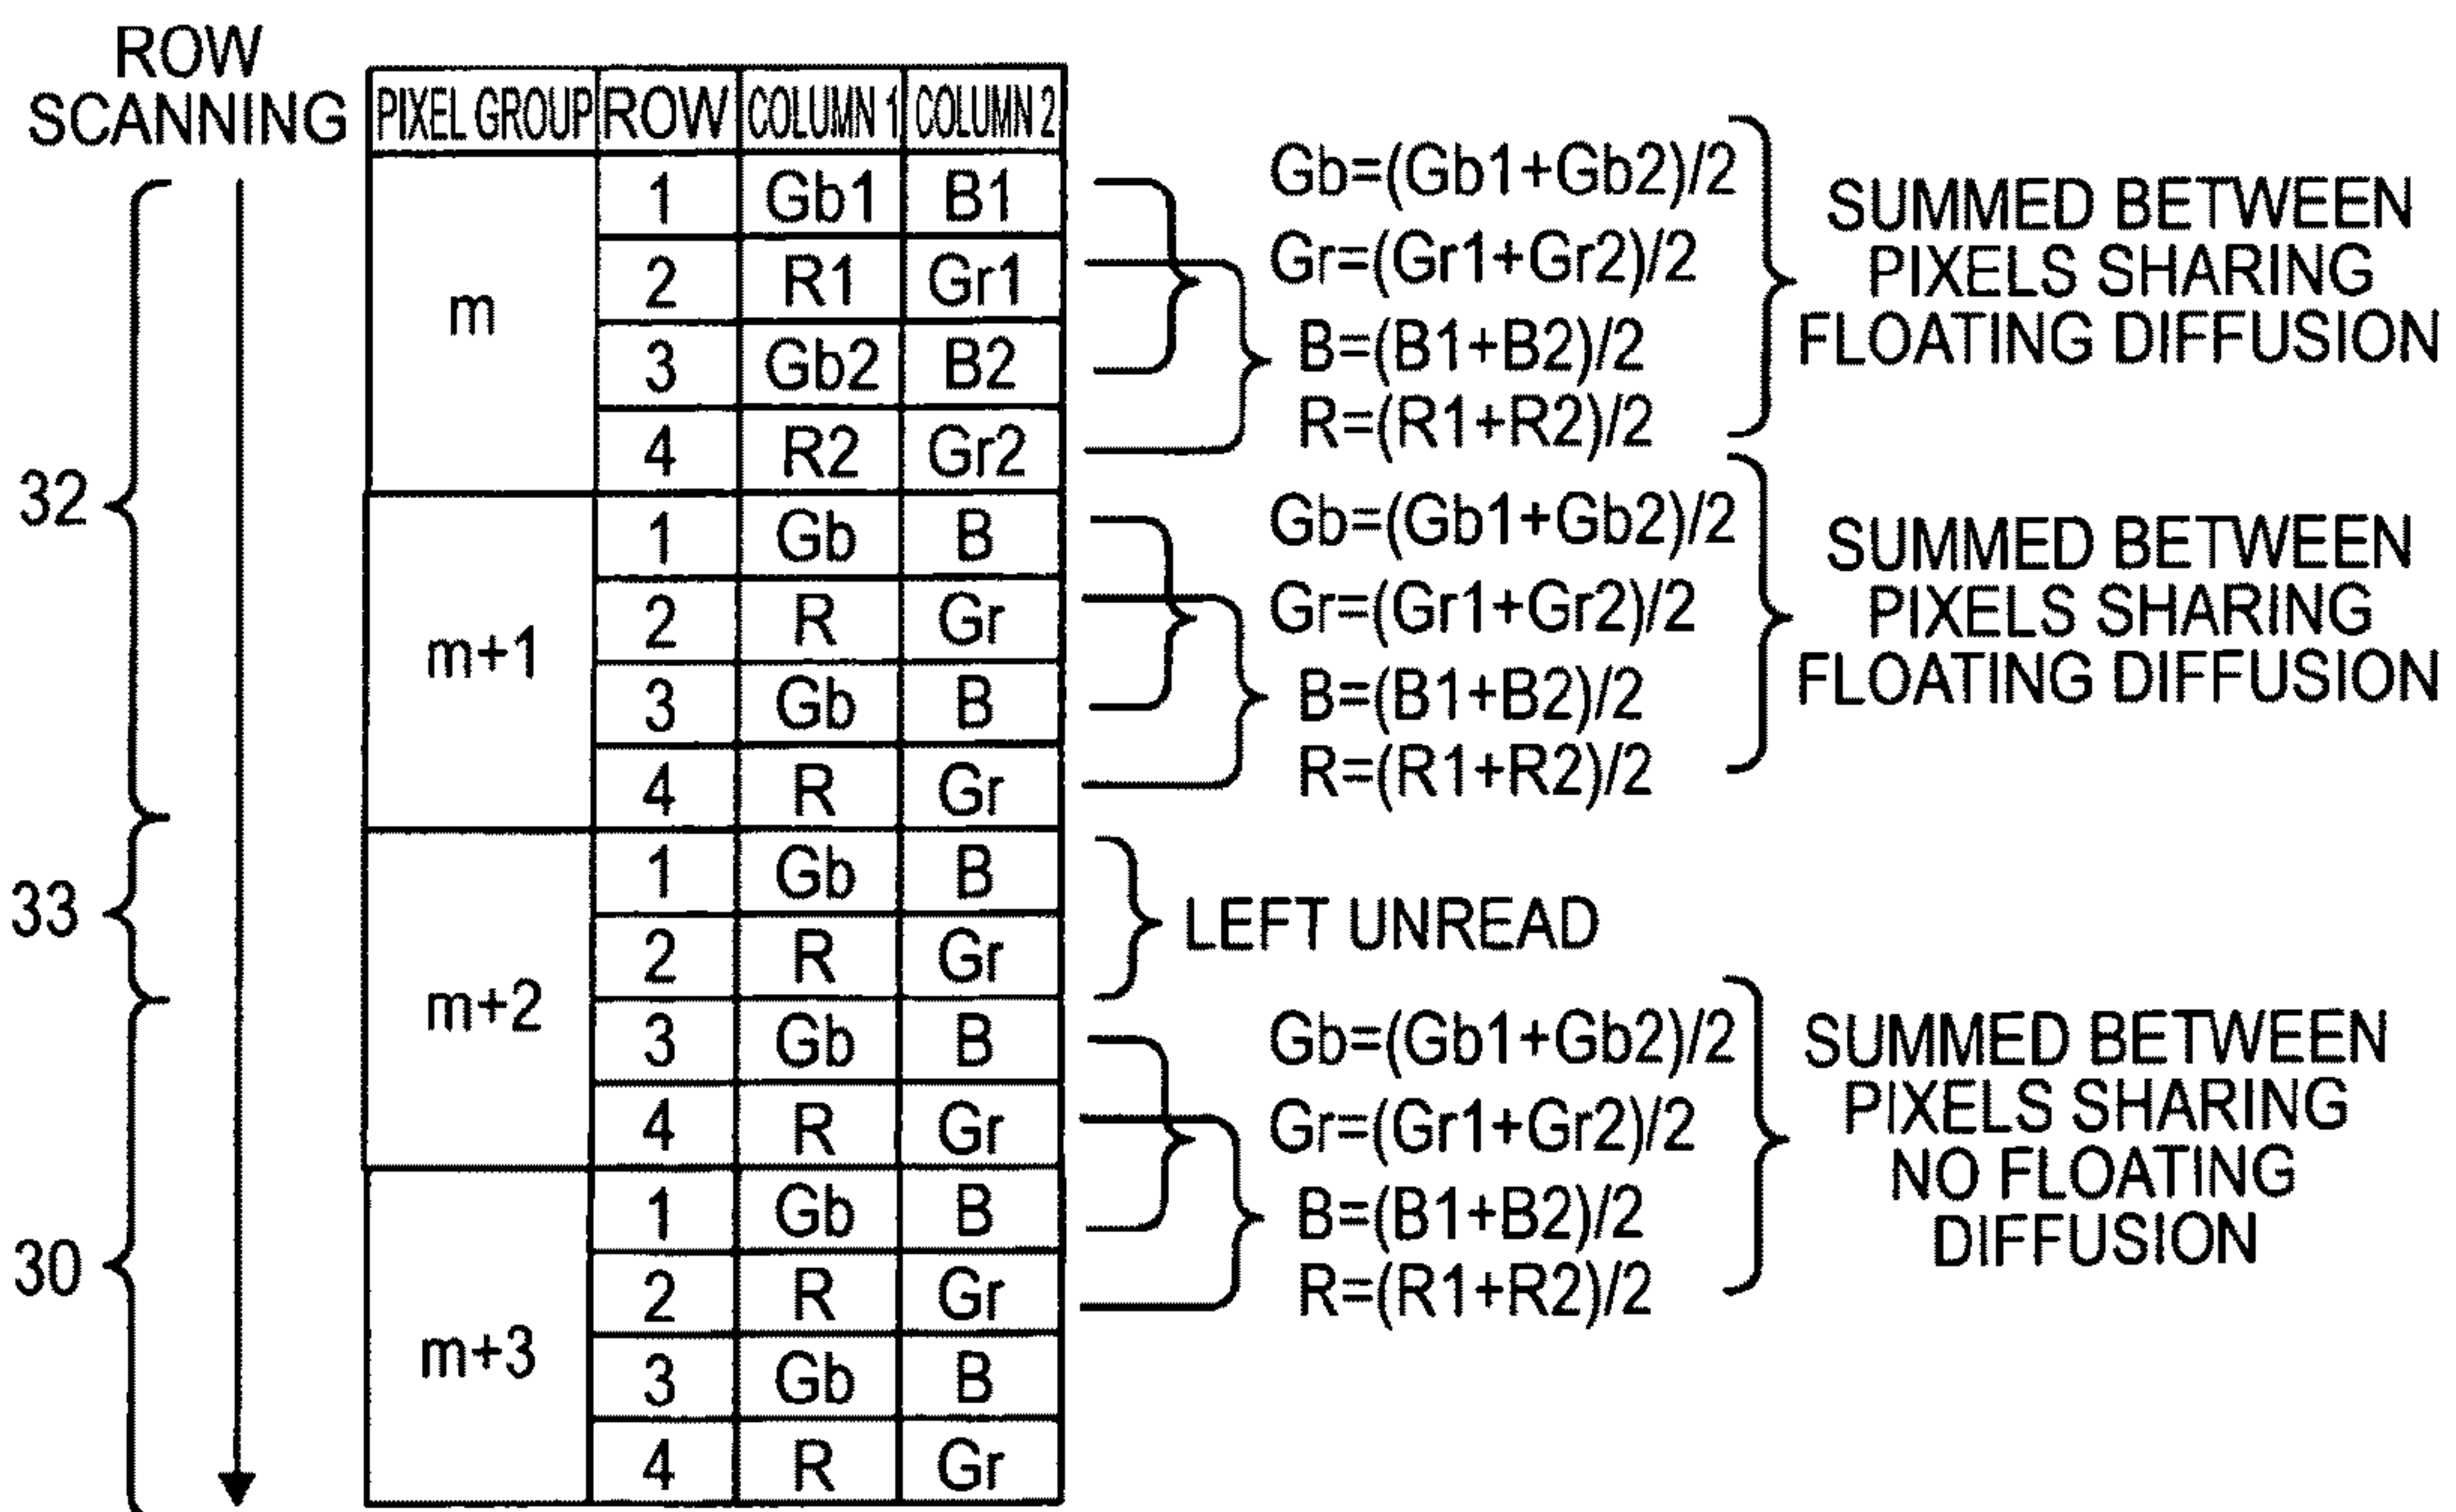 ROW
SCANNING
PIXEL GROUP ROW COLUMN 1 COLUMN 2
m
1 Gb1 B1
2 R1 Gr1
3 Gb2 B2
4 R2 Gr2
m+1
1 Gb B
2 R Gr
3 Gb B
4 R Gr
m+2
1 Gb B
2 R Gr
3 Gb B
4 R Gr
m+3
1 Gb B
2 R Gr
3 Gb B
4 R Gr
32
33
30
Gb=(Gb1+Gb2)/2
Gr=(Gr1+Gr2)/2
B=(B1+B2)/2
R=(R1+R2)/2
SUMMED BETWEEN
PIXELS SHARING
FLOATING DIFFUSION
Gb=(Gb1+Gb2)/2
Gr=(Gr1+Gr2)/2
B=(B1+B2)/2
R=(R1+R2)/2
SUMMED BETWEEN
PIXELS SHARING
FLOATING DIFFUSION
LEFT UNREAD
Gb=(Gb1+Gb2)/2
Gr=(Gr1+Gr2)/2
B=(B1+B2)/2
R=(R1+R2)/2
SUMMED BETWEEN
PIXELS SHARING
NO FLOATING
DIFFUSION